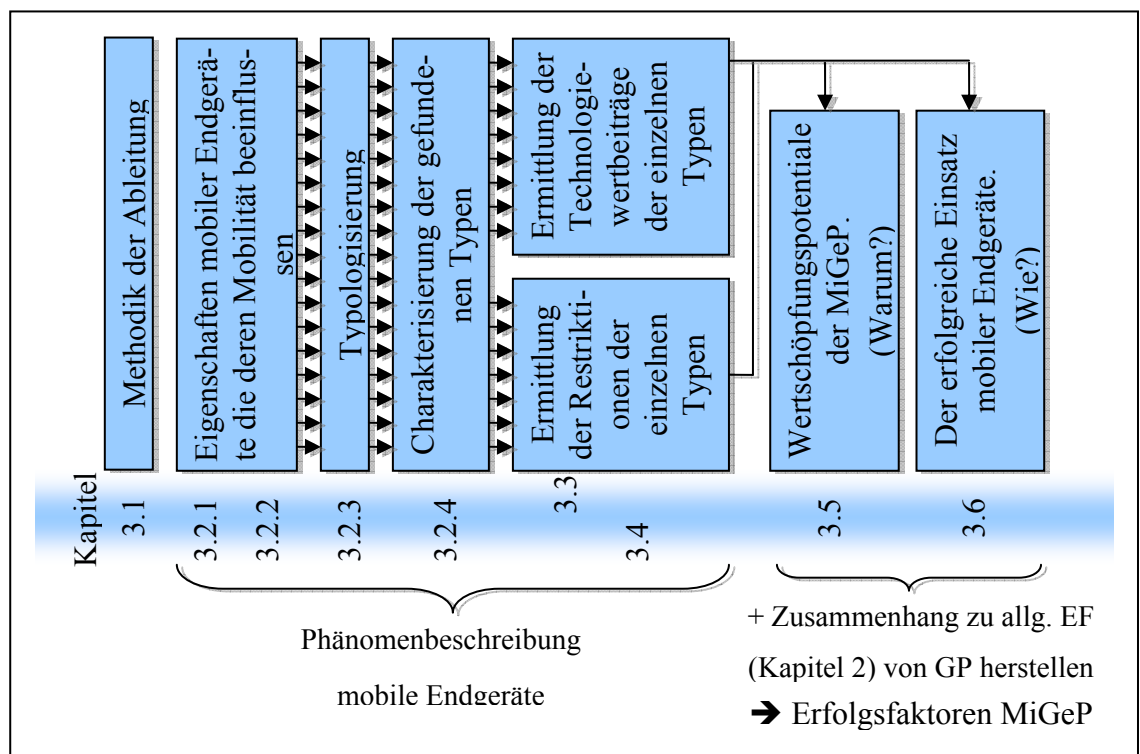 Kapitel
3.1
Methodik der Ableitung
3.2.1
3.2.2
Eigenschaften mobiler Endgerä-
te die deren Mobilität beeinflus-
sen
3.2.3
Typologisierung
3.2.4
Charakterisierung der gefunde-
nen Typen
3.3
3.4
Ermittlung
der Restrikti-
onen der
einzelnen
Typen
Ermittlung der
Technologie-
wertbeiträge
der einzelnen
Typen
3.5
Wertschöpfungspotentiale
der MiGeP.
(Warum?)
3.6
Der erfolgreiche Einsatz
mobiler Endgeräte.
(Wie?)
Phänomenbeschreibung
mobile Endgeräte
+ Zusammenhang zu allg. EF
(Kapitel 2) von GP herstellen
➔ Erfolgsfaktoren MiGeP